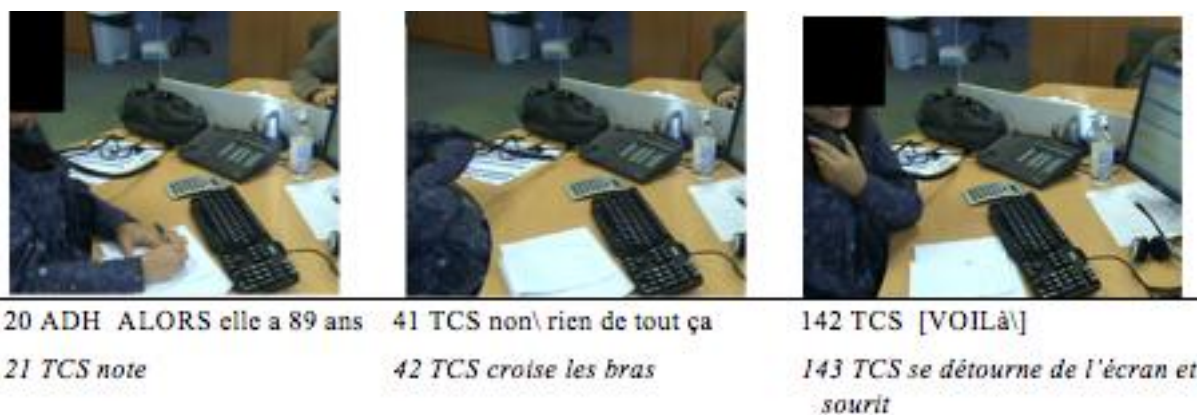 20 ADH ALORS elle a 89 ans
21 TCS note
41 TCS non\ rien de tout ça
42 TCS croise les bras
142 TCS [VOILà\]
143 TCS se détourne de l'écran et
sourit